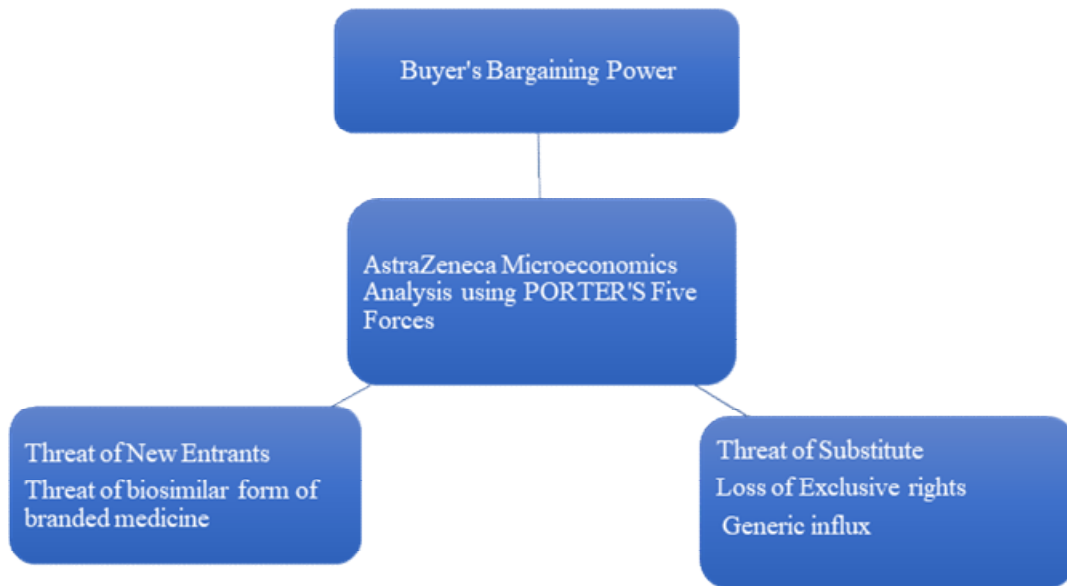 Buyer's Bargaining Power
AstraZeneca Microeconomics
Analysis using PORTER'S Five
Forces
Threat of New Entrants
Threat of biosimilar form of
branded medicine
Threat of Substitute
Loss of Exclusive rights
Generic influx